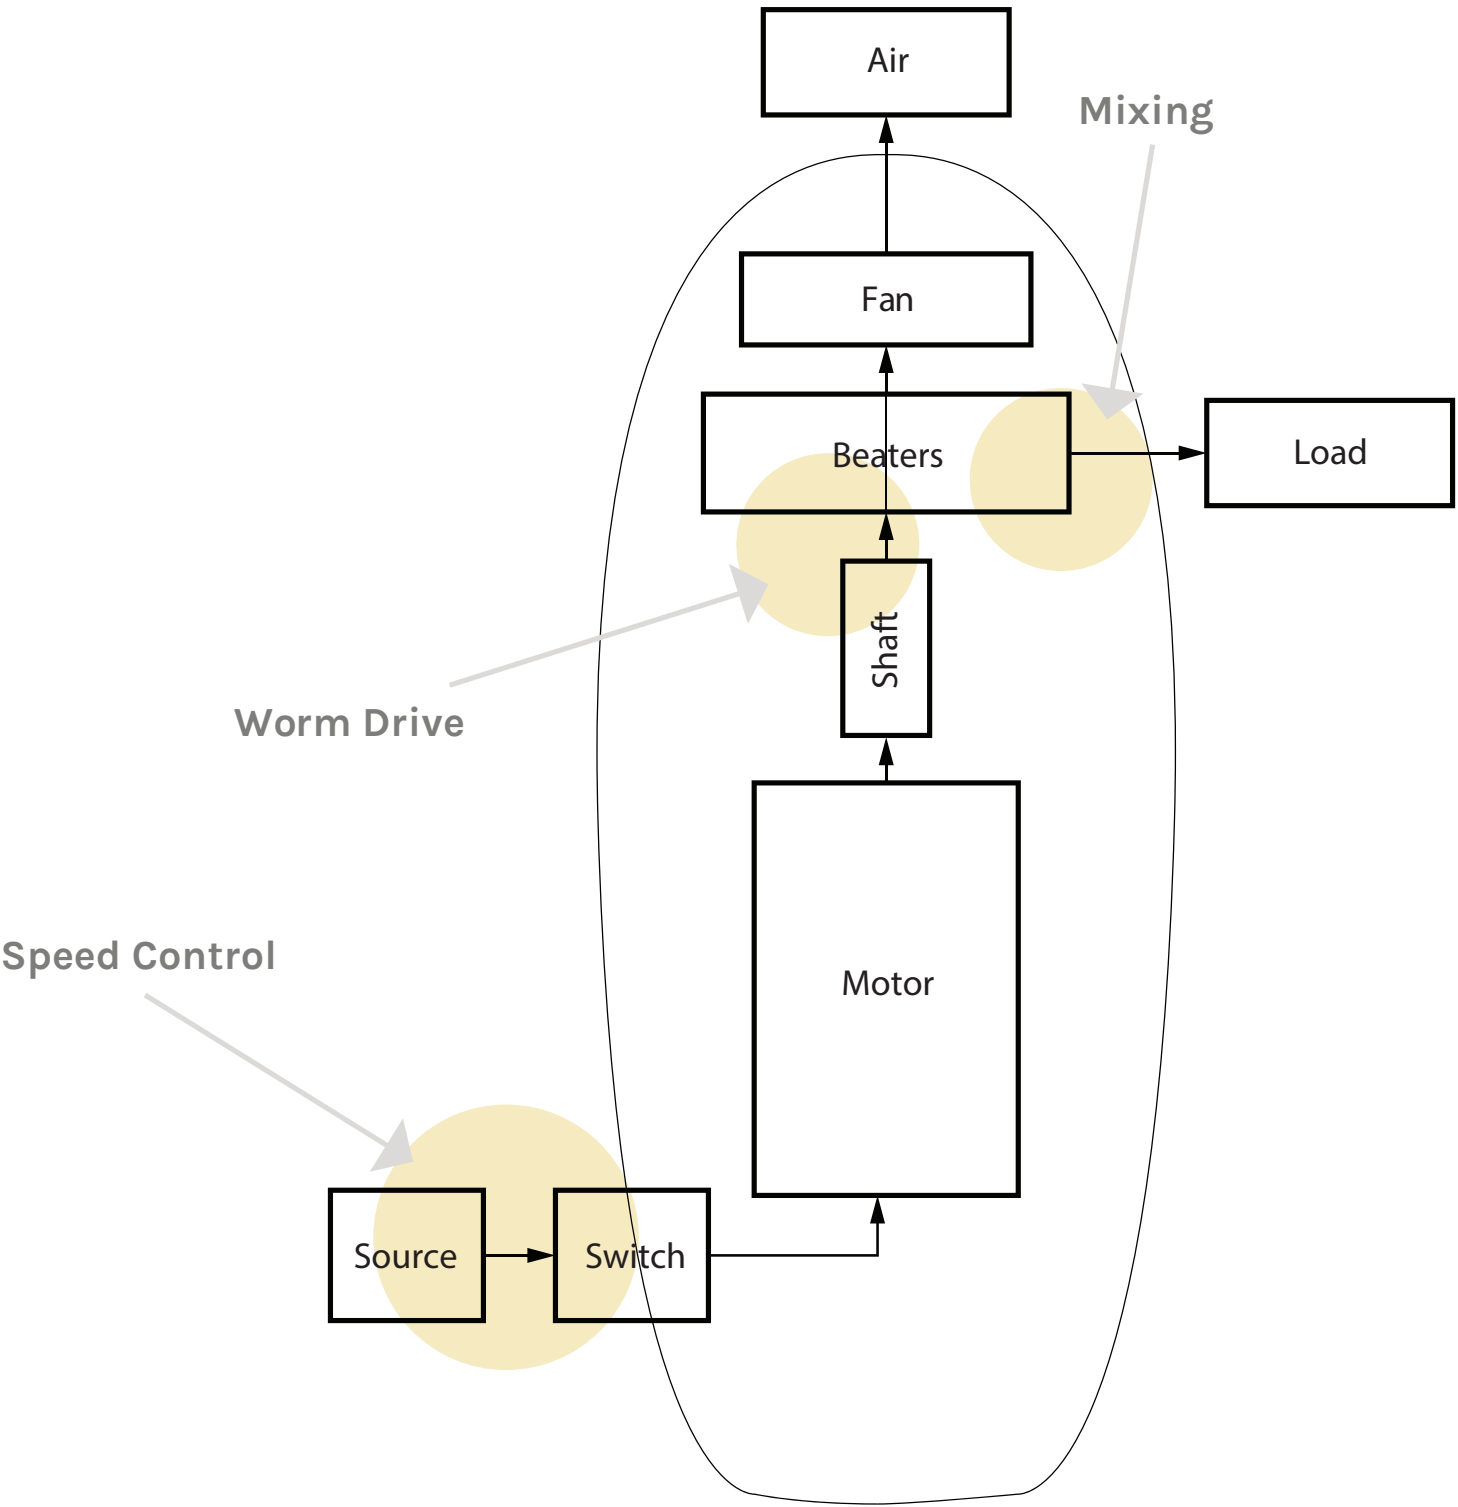 Air
Mixing
Fan
Beaters
Load
Shaft
Worm Drive
Speed Control
Motor
Source
Switch